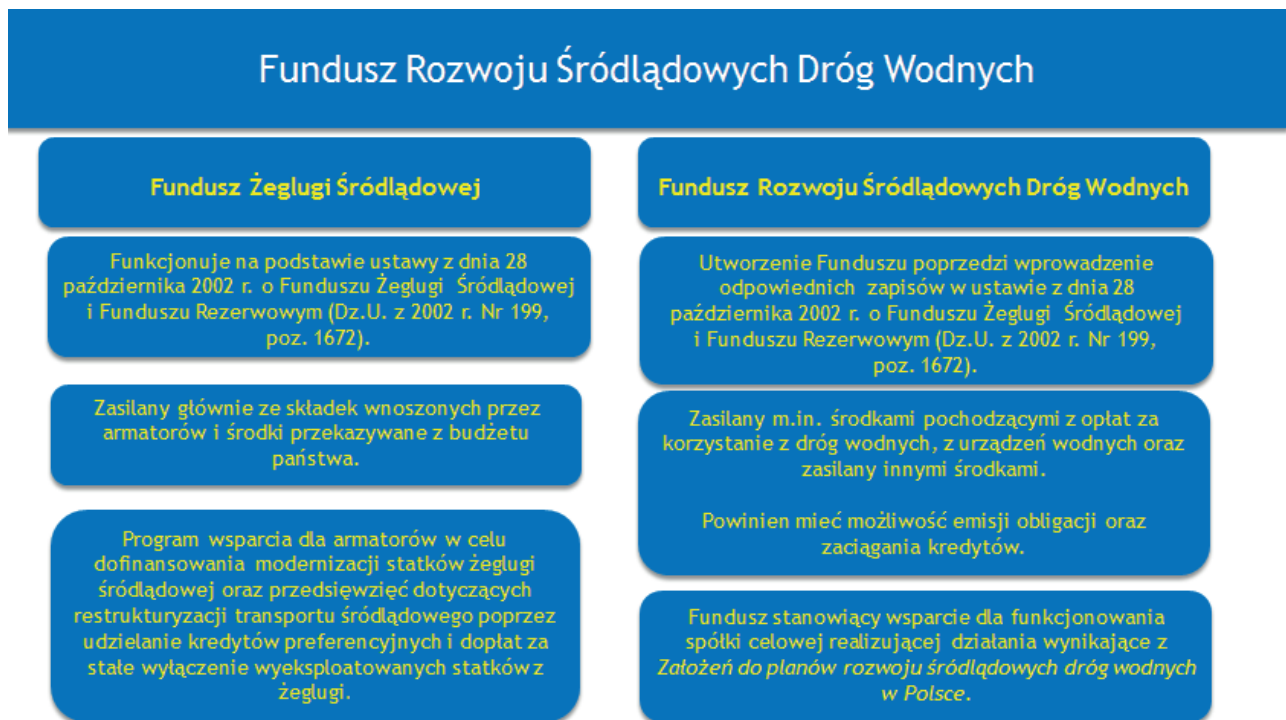 Fundusz Rozwoju Śródlądowych Dróg Wodnych
Fundusz Żeglugi Śródlądowej
Funkcjonuje na podstawie ustawy z dnia 28
października 2002 r. o Funduszu Żeglugi Śródlądowej
i Funduszu Rezerwowym (Dz.U. z 2002 r. Nr 199,
poz. 1672).
Zasilany głównie ze składek wnoszonych przez
armatorów i środki przekazywane z budżetu
państwa.
Program wsparcia dla armatorów w celu
dofinansowania modernizacji statków żeglugi
śródlądowej oraz przedsięwzięć dotyczących
restrukturyzacji transportu śródlądowego poprzez
udzielanie kredytów preferencyjnych i dopłat za
stałe wyłączenie wyeksploatowanych statków z
żeglugi.
Fundusz Rozwoju Śródlądowych Dróg Wodnych
Utworzenie Funduszu poprzedzi wprowadzenie
odpowiednich zapisów w ustawie z dnia 28
października 2002 r. o Funduszu Żeglugi Śródlądowej
i Funduszu Rezerwowym (Dz.U. z 2002 r. Nr 199,
poz. 1672).
Zasilany m.in. środkami pochodzącymi z opłat za
korzystanie z dróg wodnych, z urządzeń wodnych oraz
zasilany innymi środkami.
Powinien mieć możliwość emisji obligacji oraz
zaciągania kredytów.
Fundusz stanowiący wsparcie dla funkcjonowania
spółki celowej realizującej działania wynikające z
Założeń do planów rozwoju śródlądowych dróg wodnych
w Polsce.